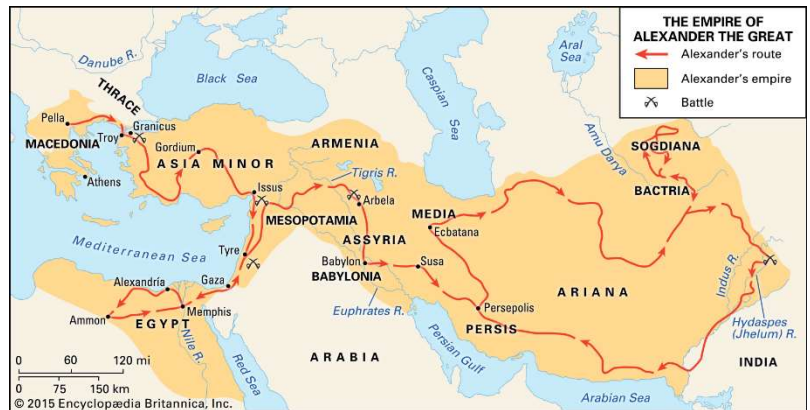 THE EMPIRE OF
ALEXANDER THE GREAT
Alexander's route
Alexander's empire
Battle
Danube R.
Black Sea
Caspian Sea
Aral
Sea
Amu Darya
THRACE
Pella
Granicus
Troy
MACEDONIA
Gordium
ASIA MINOR
ARMENIA
Athens
Issus
Tigris R.
Arbela
MESOPOTAMIA
MEDIA
Ecbatana
SOGDIANA
BACTRIA
Mediterranean Sea
Tyre
ASSYRIA
Babylon
BABYLONIA
Susa
Alexandría
Gaza
Memphis
Ammon
EGYPT
Nile R.
Euphrates R.
Persepolis
PERSIS
ARIANA
Indus R.
Hydaspes
(Jhelum) R.
Red Sea
ARABIA
Persian Gulf
Arabian Sea
INDIA
0 60 120 mi
0 75 150 km
© 2015 Encyclopædia Britannica, Inc.